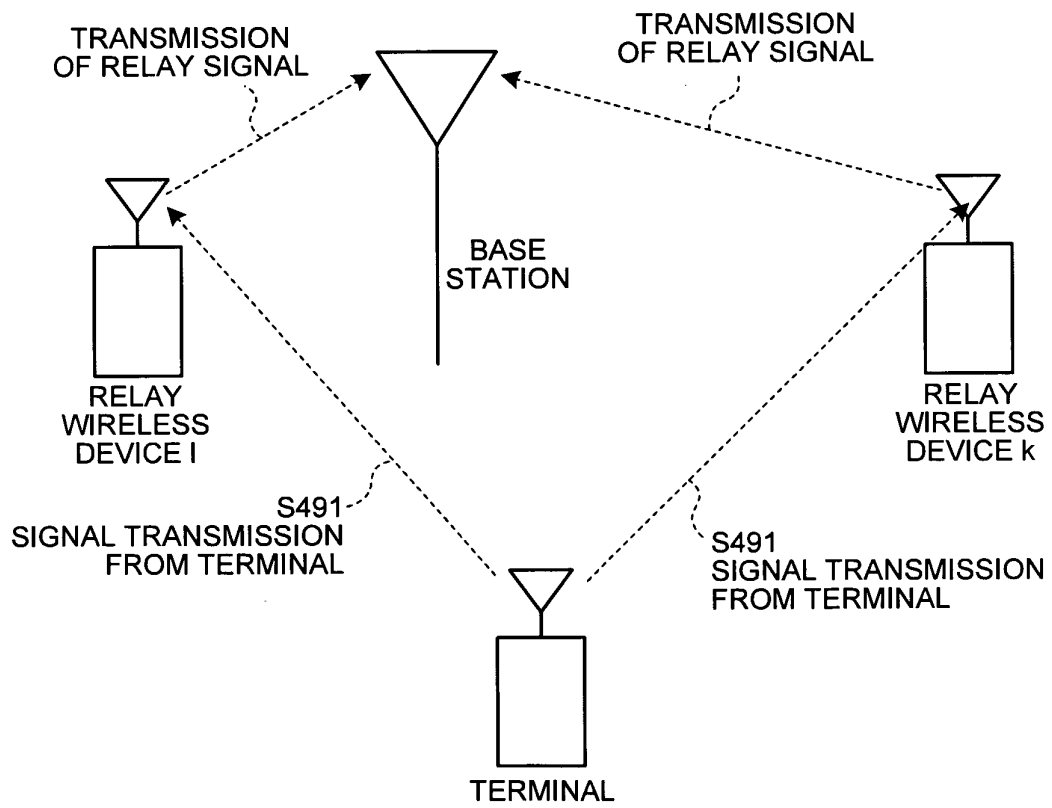 TRANSMISSION
OF RELAY SIGNAL
TRANSMISSION
OF RELAY SIGNAL
BASE
STATION
RELAY
WIRELESS
DEVICE l
RELAY
WIRELESS
DEVICE k
S491
SIGNAL TRANSMISSION
FROM TERMINAL
S491
SIGNAL TRANSMISSION
FROM TERMINAL
TERMINAL